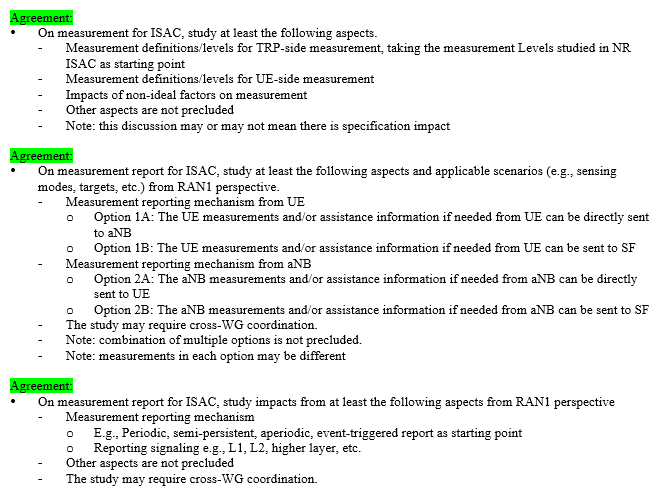 Agreement:
• On measurement for ISAC, study at least the following aspects.
- Measurement definitions/levels for TRP-side measurement, taking the measurement Levels studied in NR
ISAC as starting point
- Measurement definitions/levels for UE-side measurement
- Impacts of non-ideal factors on measurement
- Other aspects are not precluded
- Note: this discussion may or may not mean there is specification impact
Agreement:
• On measurement report for ISAC, study at least the following aspects and applicable scenarios (e.g., sensing
modes, targets, etc.) from RAN1 perspective.
- Measurement reporting mechanism from UE
o Option 1A: The UE measurements and/or assistance information if needed from UE can be directly sent
to aNB
o Option 1B: The UE measurements and/or assistance information if needed from UE can be sent to SF
- Measurement reporting mechanism from aNB
o Option 2A: The aNB measurements and/or assistance information if needed from aNB can be directly
sent to UE
o Option 2B: The aNB measurements and/or assistance information if needed from aNB can be sent to SF
- The study may require cross-WG coordination.
- Note: combination of multiple options is not precluded.
- Note: measurements in each option may be different
Agreement:
• On measurement report for ISAC, study impacts from at least the following aspects from RAN1 perspective
- Measurement reporting mechanism
o E.g., Periodic, semi-persistent, aperiodic, event-triggered report as starting point
o Reporting signaling e.g., L1, L2, higher layer, etc.
- Other aspects are not precluded
- The study may require cross-WG coordination.